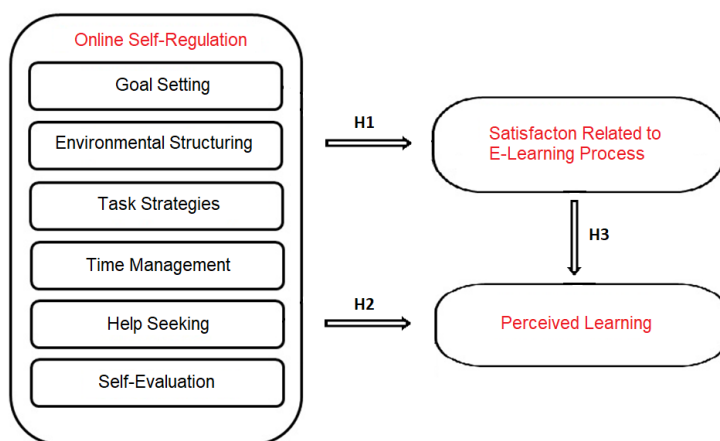 Online Self-Regulation
Goal Setting
Environmental Structuring
Task Strategies
Time Management
Help Seeking
Self-Evaluation
H1
H2
Satisfacton Related to
E-Learning Process
H3
Perceived Learning